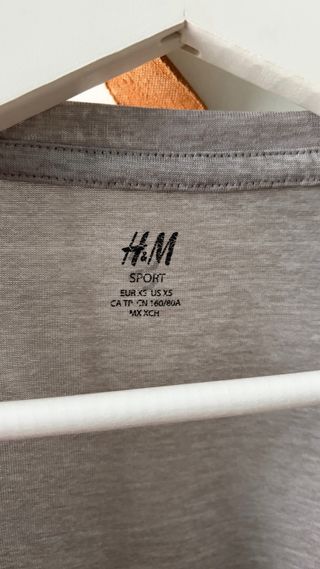 H&M
SPORT
EUR XS US XS
CA TP CN 160/80A
MX XCH